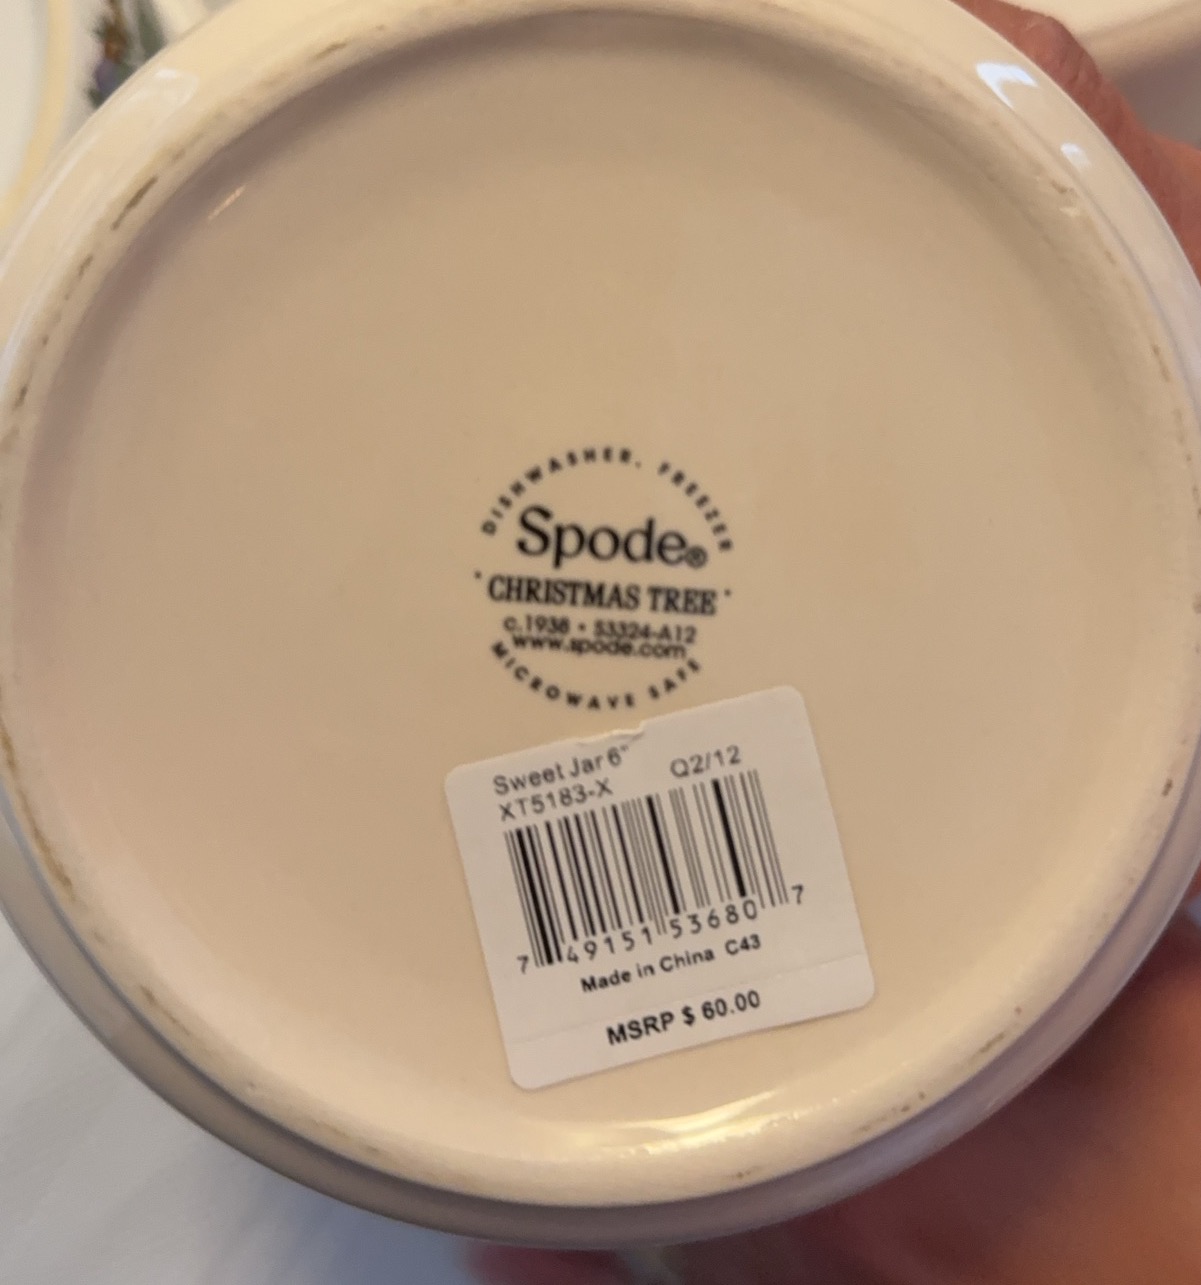 DISHWASHER, FREEZER
Spode®
CHRISTMAS TREE
c.1938 • S3324-A12
www.spode.com
MICROWAVE SAFE
Sweet Jar 6" Q2/12
XT5183-X
7 49151 53680 7
Made in China C43
MSRP $ 60.00